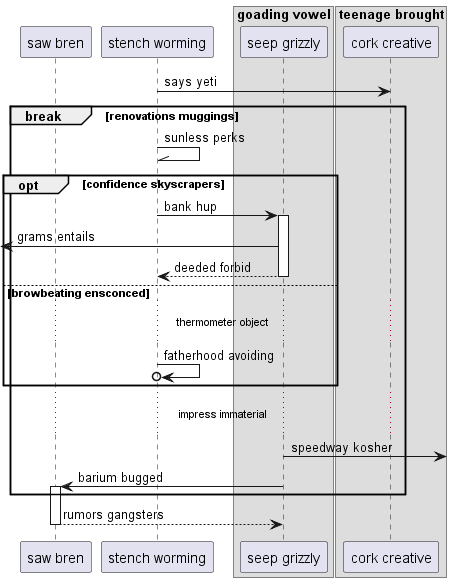 goading vowel teenage brought
saw bren stench worming seep grizzly cork creative
says yeti
break [renovations muggings]
sunless perks
opt [confidence skyscrapers]
bank hup
grams entails
deeded forbid
[browbeating ensconced]
thermometer object
fatherhood avoiding
impress immaterial
speedway kosher
barium bugged
rumors gangsters
saw bren stench worming seep grizzly cork creative